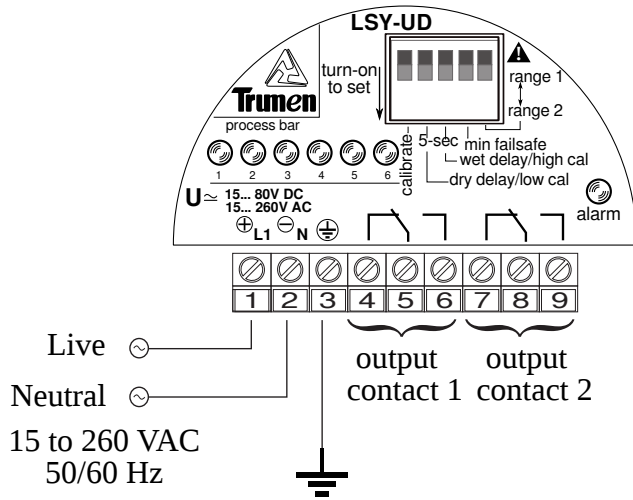 LSY-UD
turn-on
to set
range 1
range 2
Trumen
process bar
calibrate
5-sec
min failsafe
wet delay/high cal
dry delay/low cal
1 2 3 4 5 6
U≂ 15... 80V DC
15... 260V AC
⊕ L1 ⊖ N
alarm
1 2 3 4 5 6 7 8 9
Live
Neutral
15 to 260 VAC
50/60 Hz
output
contact 1
output
contact 2